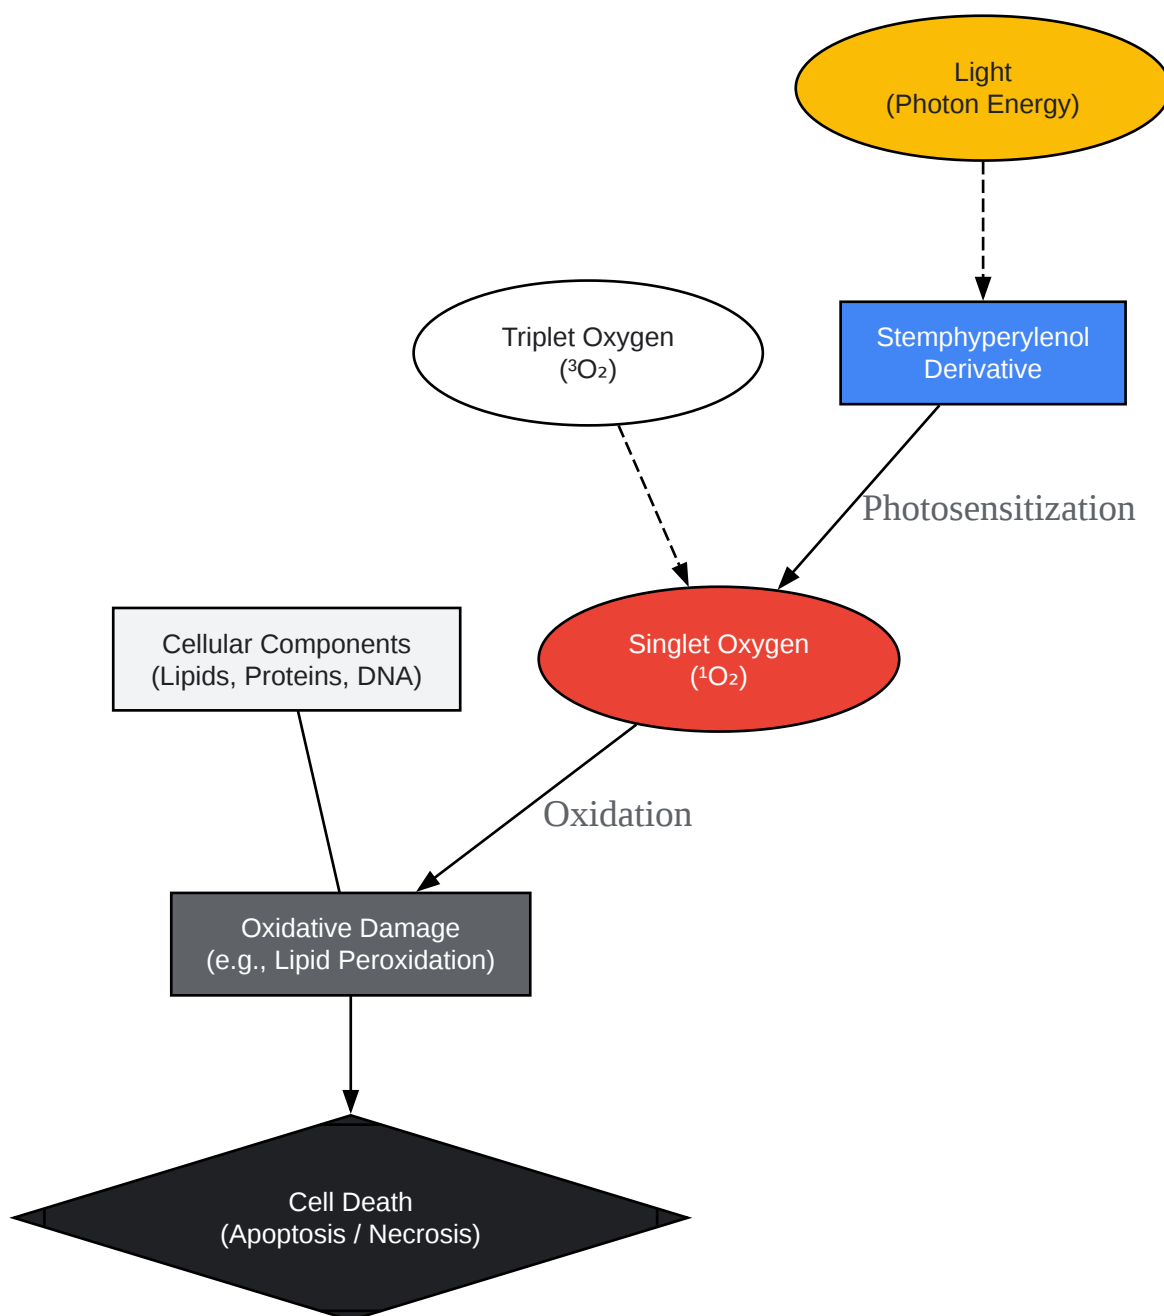 Light
(Photon Energy)
Triplet Oxygen
(³O₂)
Stemphyperylenol
Derivative
Photosensitization
Cellular Components
(Lipids, Proteins, DNA)
Singlet Oxygen
(¹O₂)
Oxidation
Oxidative Damage
(e.g., Lipid Peroxidation)
Cell Death
(Apoptosis / Necrosis)